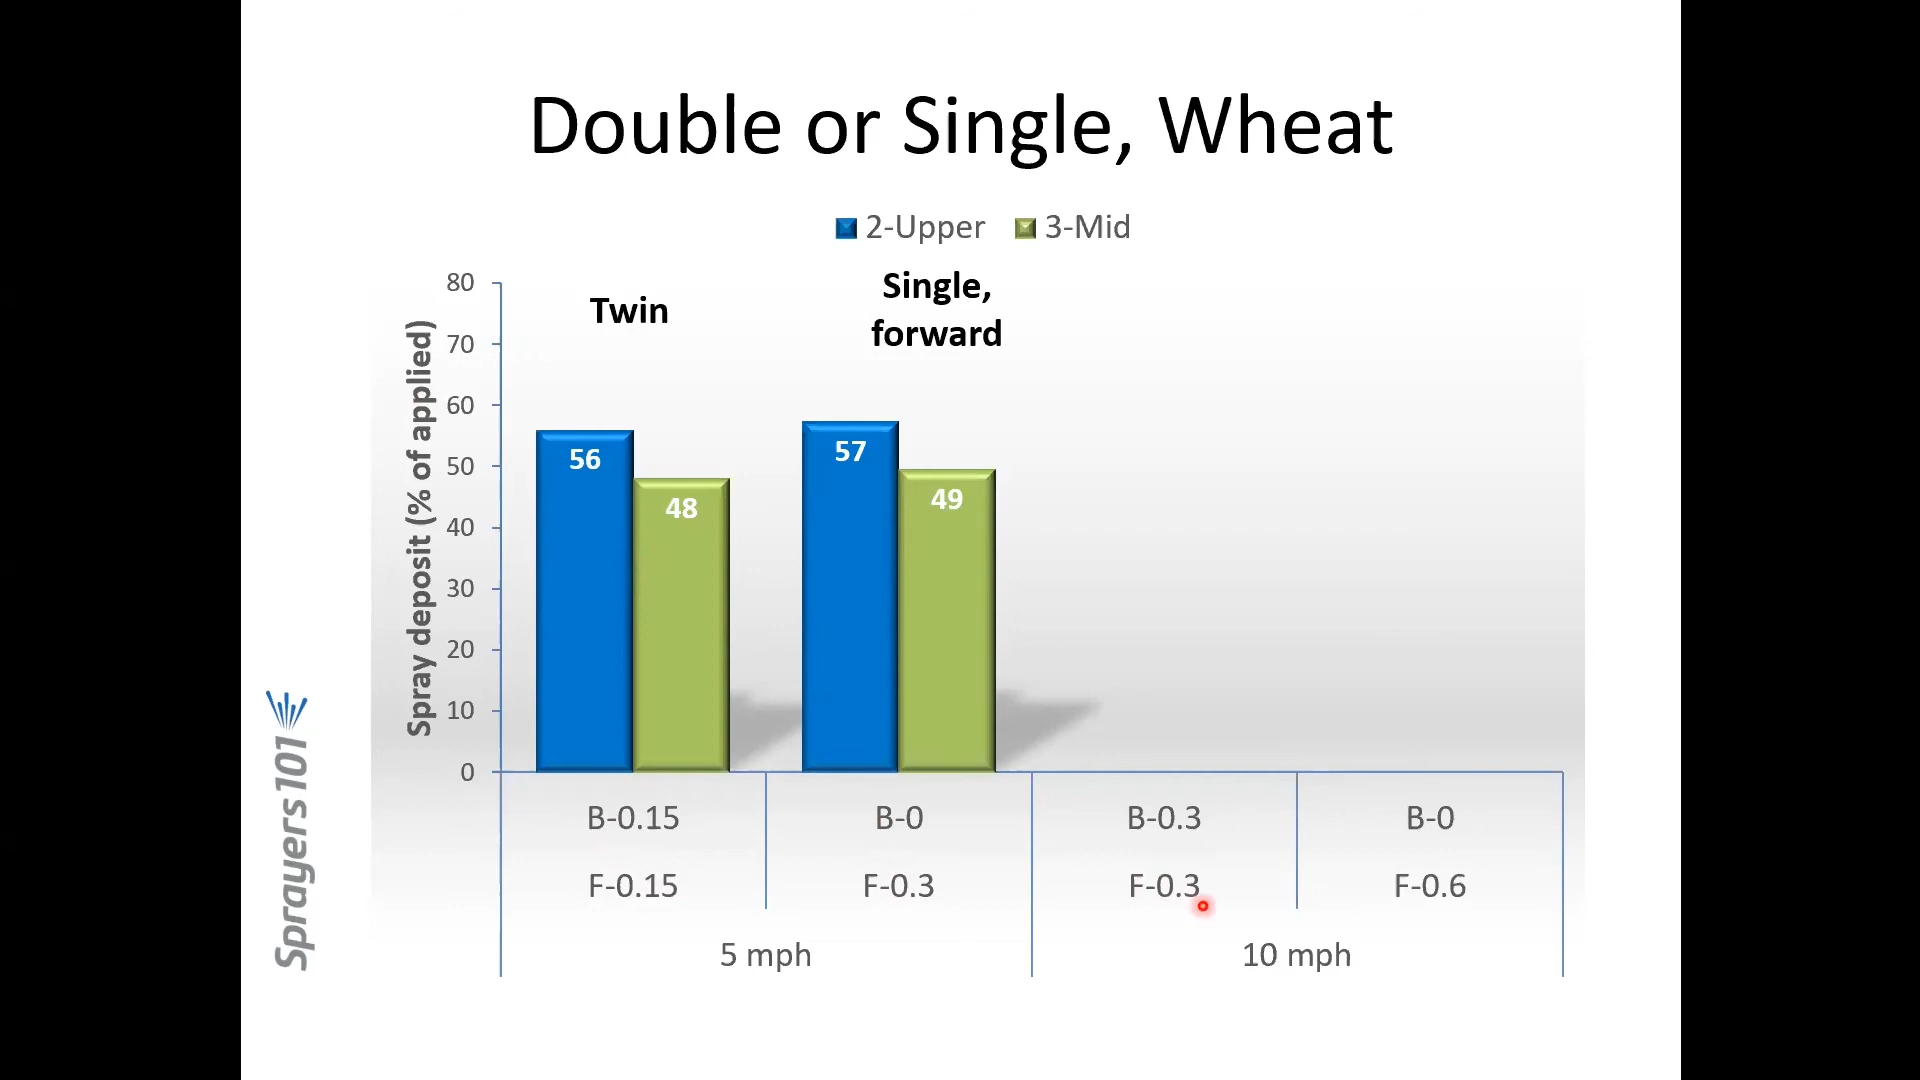 Double or Single, Wheat
2-Upper 3-Mid
Twin
Single,
forward
Spray deposit (% of applied)
80
70
60
50
40
30
20
10
0
56
48
57
49
B-0.15 B-0 B-0.3 B-0
F-0.15 F-0.3 F-0.3 F-0.6
5 mph 10 mph
Sprayers101